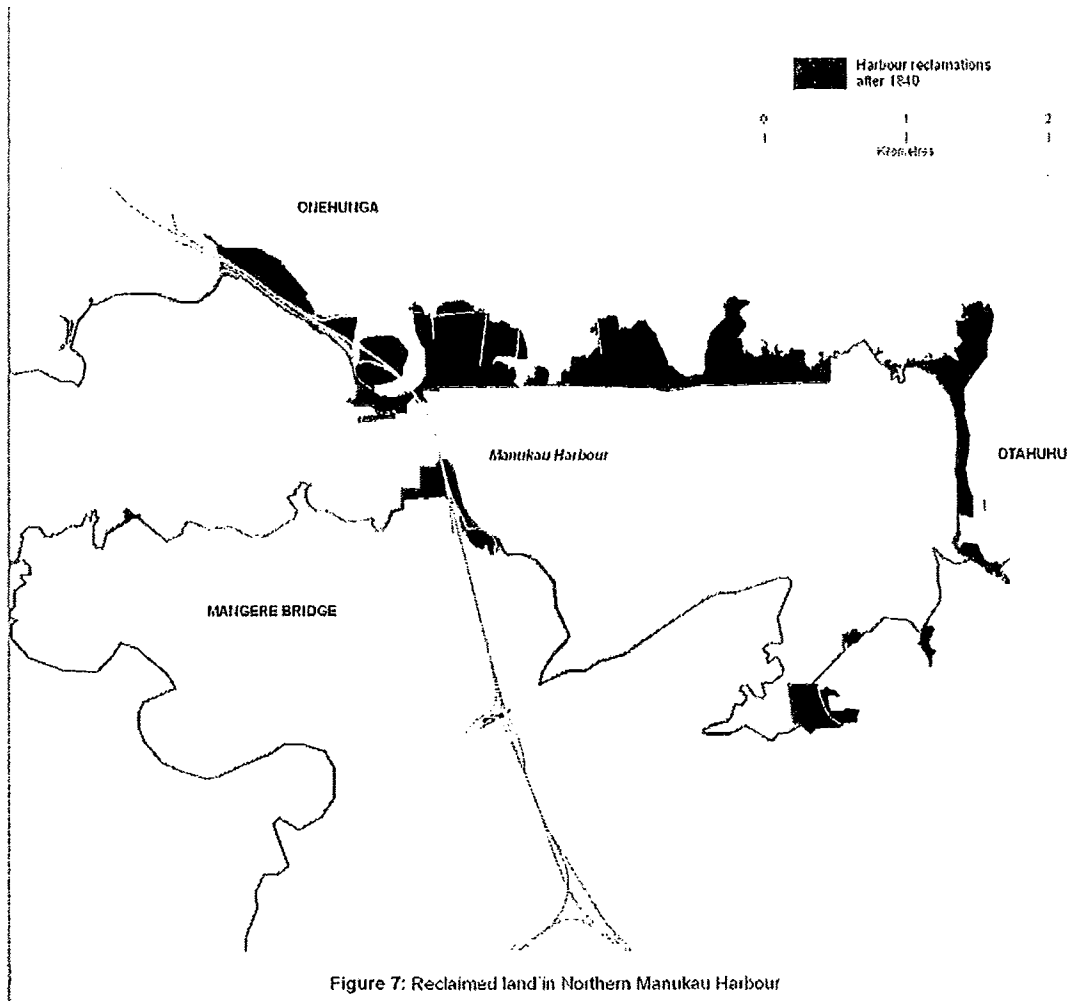 Harbour reclamations
after 1840
0 1 2
Kilometres
ONEHUNGA
Manukau Harbour
OTAHUHU
MANGERE BRIDGE
Figure 7: Reclaimed land in Northern Manukau Harbour